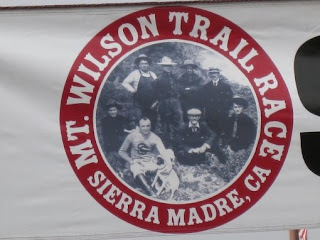 MT. WILSON TRAIL RACE
SIERRA MADRE, CA